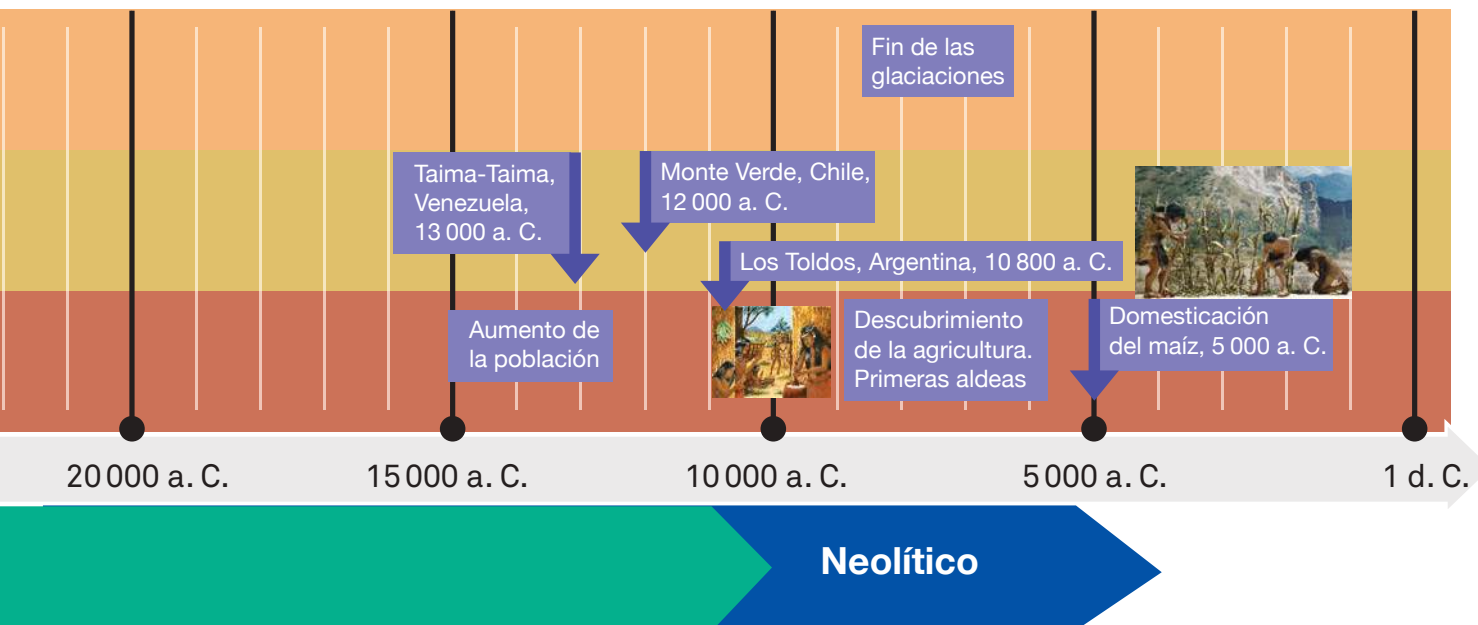 Fin de las
glaciaciones
Taima-Taima,
Venezuela,
13 000 a. C.
Monte Verde, Chile,
12 000 a. C.
Los Toldos, Argentina, 10 800 a. C.
Aumento de
la población
Descubrimiento
de la agricultura.
Primeras aldeas
Domesticación
del maíz, 5 000 a. C.
20 000 a. C.
15 000 a. C.
10 000 a. C.
5 000 a. C.
1 d. C.
Neolítico